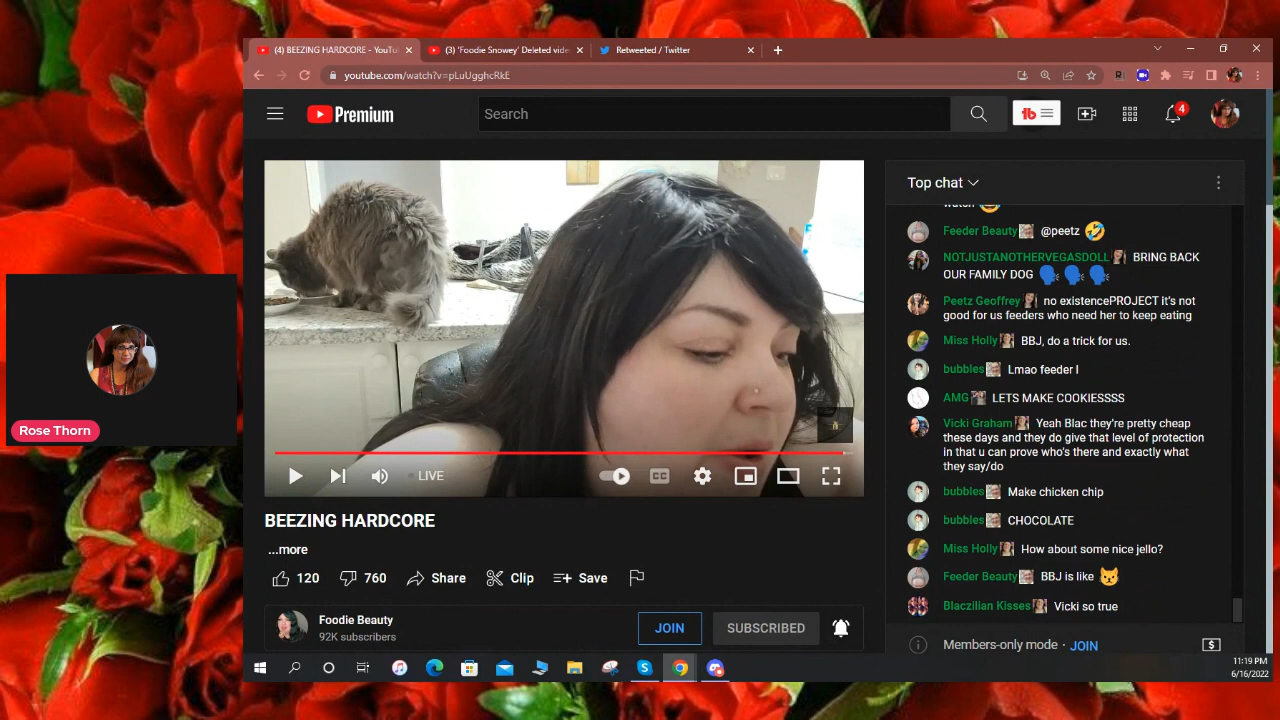 (4) BEEZING HARDCORE - YouTu
(3) 'Foodie Snowey' Deleted vide
Retweeted / Twitter
youtube.com/watch?v=pLuUgghcRkE
Premium
Search
4
Top chat
watch
Feeder Beauty @peetz
NOTJUSTANOTHERVEGASDOLL BRING BACK
OUR FAMILY DOG
Peetz Geoffrey no existencePROJECT it's not
good for us feeders who need her to keep eating
Miss Holly BBJ, do a trick for us.
bubbles Lmao feeder I
AMG LETS MAKE COOKIESSSS
Vicki Graham Yeah Blac they're pretty cheap
these days and they do give that level of protection
in that u can prove who's there and exactly what
they say/do
bubbles Make chicken chip
bubbles CHOCOLATE
Miss Holly How about some nice jello?
Feeder Beauty BBJ is like
Blaczilian Kisses Vicki so true
Members-only mode · JOIN
Rose Thorn
LIVE
CC
BEEZING HARDCORE
...more
120
760
Share
Clip
Save
Foodie Beauty
92K subscribers
JOIN
SUBSCRIBED
11:19 PM
6/16/2022